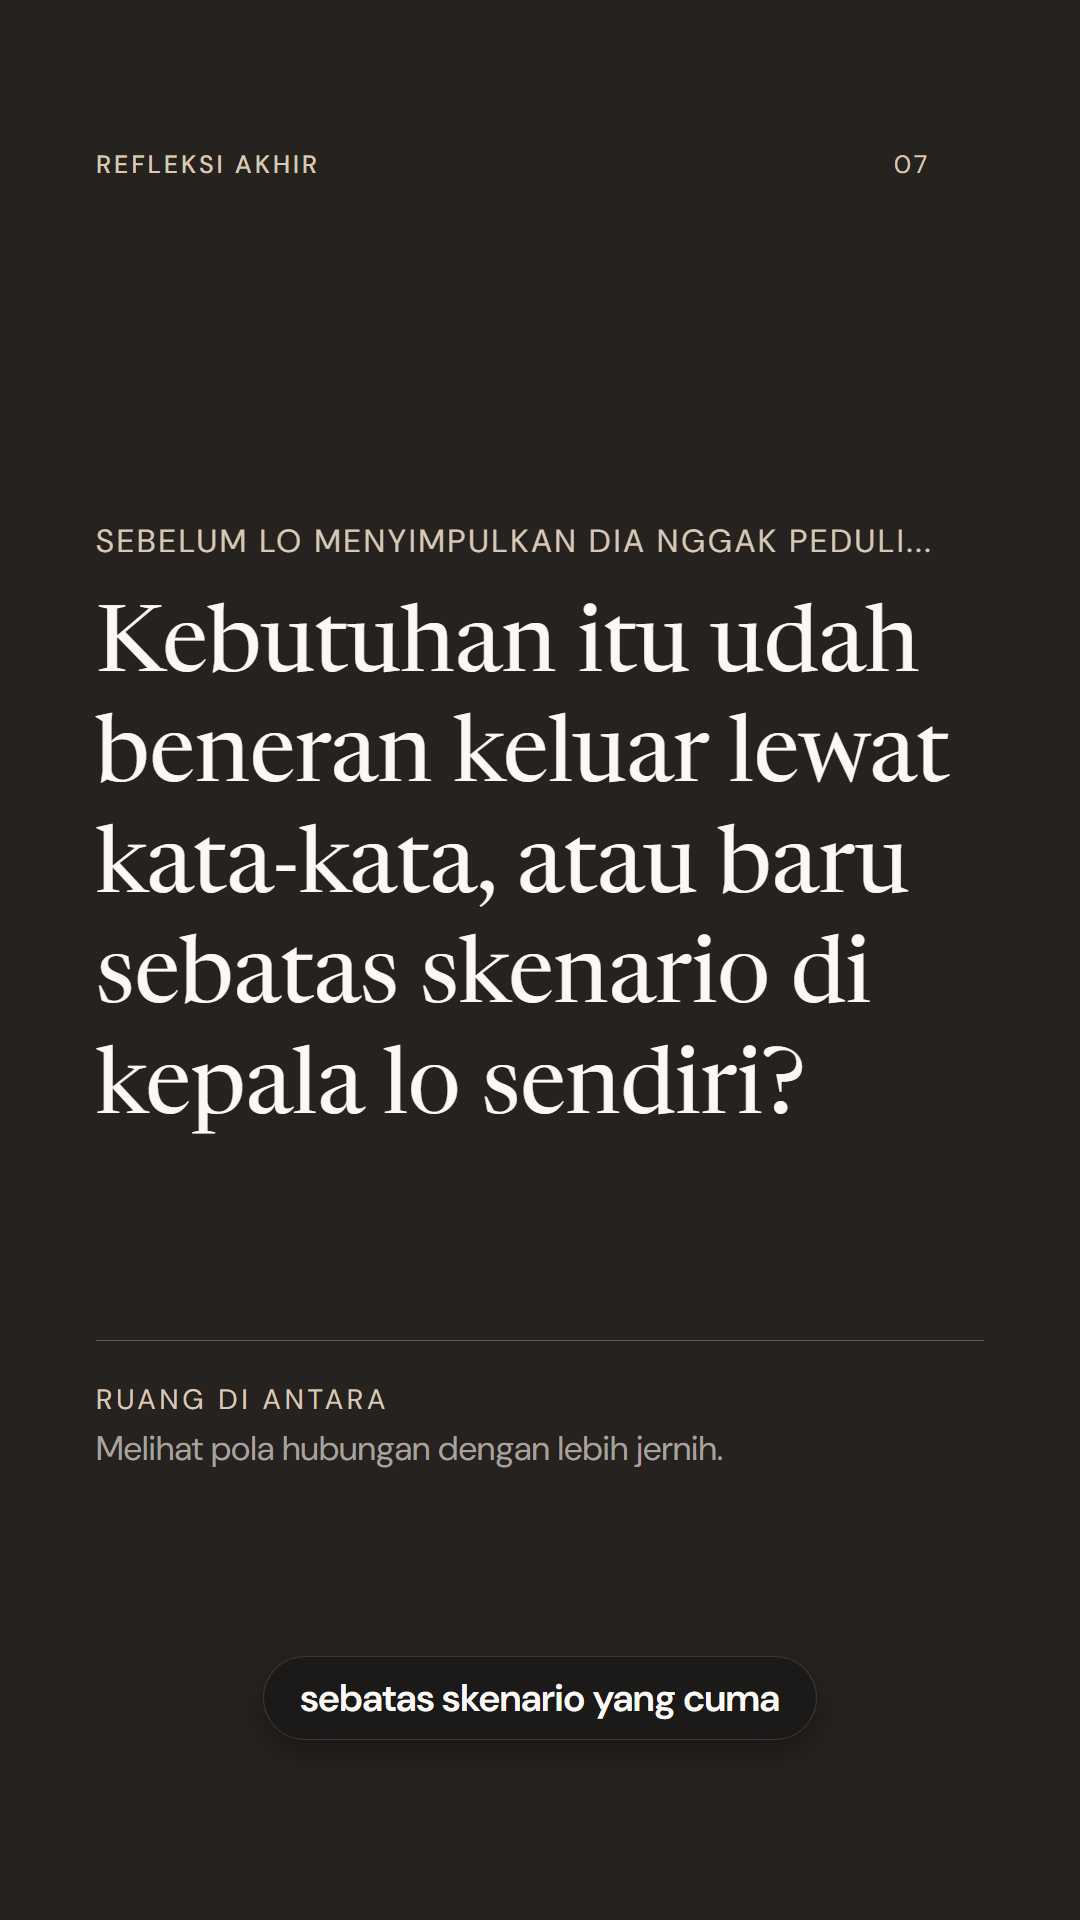 REFLEKSI AKHIR
07
SEBELUM LO MENYIMPULKAN DIA NGGAK PEDULI...
Kebutuhan itu udah
beneran keluar lewat
kata-kata, atau baru
sebatas skenario di
kepala lo sendiri?
RUANG DI ANTARA
Melihat pola hubungan dengan lebih jernih.
sebatas skenario yang cuma